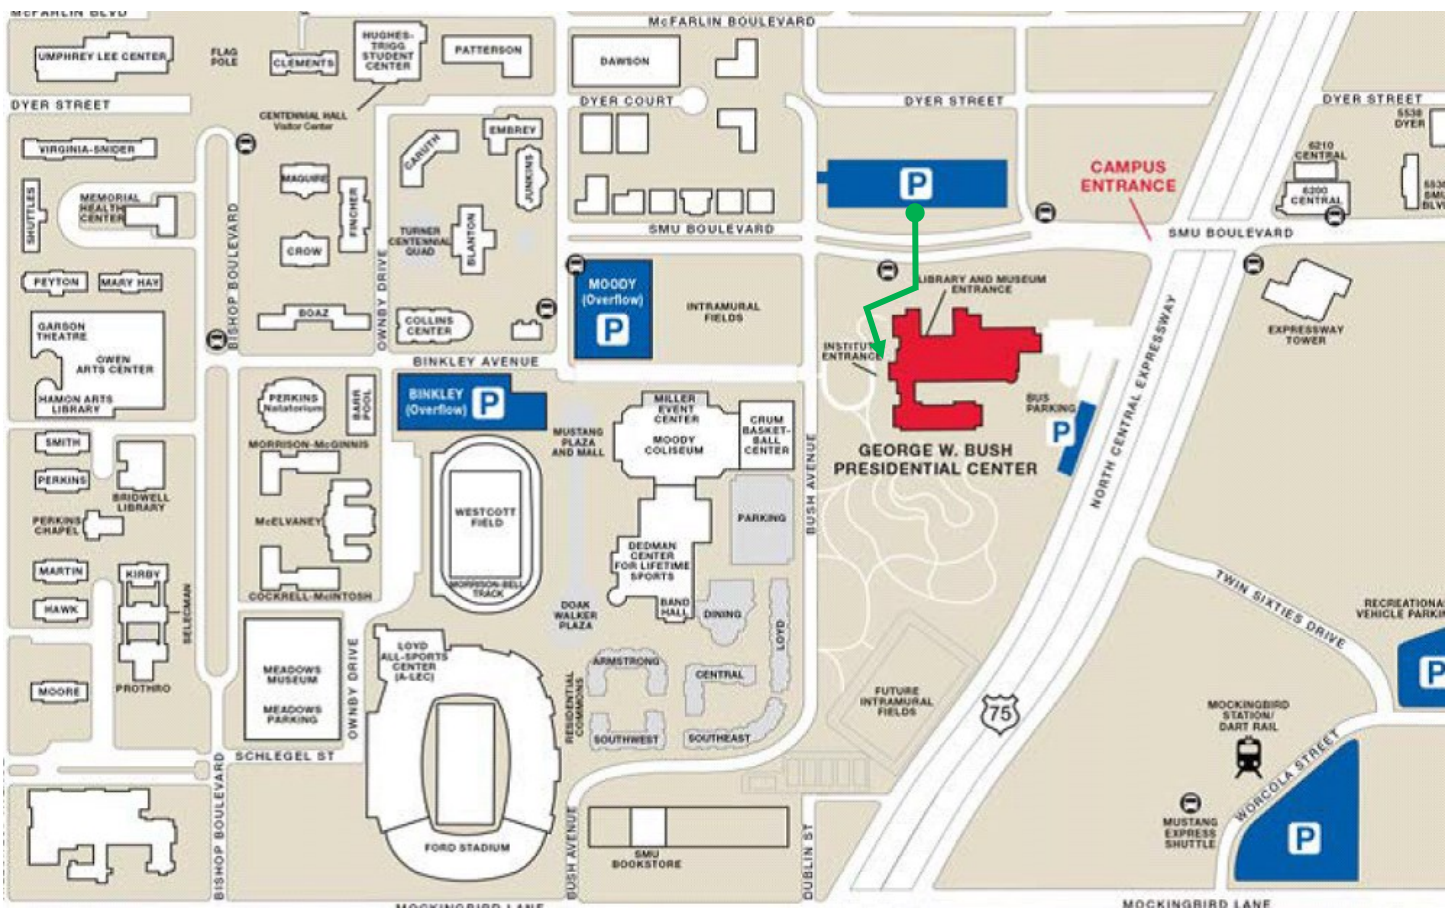 McFARLIN BLVD
McFARLIN BOULEVARD
UMPHREY LEE CENTER
FLAG
POLE
CLEMENTS
HUGHES-
TRIGG
STUDENT
CENTER
PATTERSON
DAWSON
DYER STREET
DYER COURT
DYER STREET
DYER STREET
CENTENNIAL HALL
Visitor Center
5538
DYER
VIRGINIA-SNIDER
MAGUIRE
CARUTH
EMBREY
JUNKINS
P
CAMPUS
ENTRANCE
6210
CENTRAL
6200
CENTRAL
SHUTTLES
MEMORIAL
HEALTH
CENTER
BISHOP BOULEVARD
FINCHER
CROW
OWNBY DRIVE
TURNER
CENTENNIAL
QUAD
BLANTON
SMU BOULEVARD
SMU BOULEVARD
PEYTON
MARY HAY
BOAZ
COLLINS
CENTER
MOODY
(Overflow)
P
INTRAMURAL
FIELDS
LIBRARY AND MUSEUM
ENTRANCE
EXPRESSWAY
TOWER
GARSON
THEATRE
OWEN
ARTS CENTER
HAMON ARTS
LIBRARY
BINKLEY AVENUE
ENTRANCE
PERKINS
Natatorium
BARR
POOL
BINKLEY
(Overflow)
P
MUSTANG
PLAZA
AND MALL
MILLER
EVENT
CENTER
MOODY
COLISEUM
CRUM
BASKET-
BALL
CENTER
BUS
PARKING
P
NORTH CENTRAL EXPRESSWAY
SMITH
PERKINS
BRIDWELL
LIBRARY
MORRISON-McGINNIS
GEORGE W. BUSH
PRESIDENTIAL CENTER
BUSH AVENUE
PERKINS
CHAPEL
McELVANEY
WESTCOTT
FIELD
PARKING
DEDMAN
CENTER
FOR LIFETIME
SPORTS
MARTIN
KIRBY
HAWK
SELECMAN
COCKRELL-McINTOSH
MORRISON-BELL
TRACK
DOAK
WALKER
PLAZA
BAND
HALL
DINING
LOYD
TWIN SIXTIES DRIVE
RECREATIONAL
VEHICLE PARKING
P
MOORE
PROTHRO
MEADOWS
MUSEUM
MEADOWS
PARKING
OWNBY DRIVE
LOYD
ALL-SPORTS
CENTER
(A-LEC)
RESIDENTIAL
COMMONS
ARMSTRONG
CENTRAL
SOUTHWEST
SOUTHEAST
FUTURE
INTRAMURAL
FIELDS
75
MOCKINGBIRD
STATION/
DART RAIL
SCHLEGEL ST
BISHOP BOULEVARD
FORD STADIUM
BUSH AVENUE
SMU
BOOKSTORE
DUBLIN ST
MUSTANG
EXPRESS
SHUTTLE
WORCOLA STREET
P
MOCKINGBIRD LANE
MOCKINGBIRD LANE